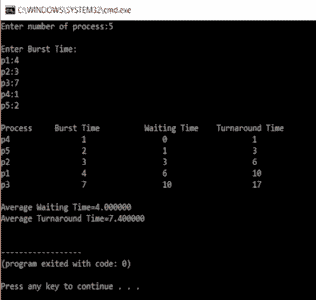 C:\WINDOWS\SYSTEM32\cmd.exe
Enter number of process:5
Enter Burst Time:
p1:4
p2:3
p3:7
p4:1
p5:2
Process Burst Time Waiting Time Turnaround Time
p4 1 0 1
p5 2 1 3
p2 3 3 6
p1 4 6 10
p3 7 10 17
Average Waiting Time=4.000000
Average Turnaround Time=7.400000
------------------
(program exited with code: 0)
Press any key to continue . . .